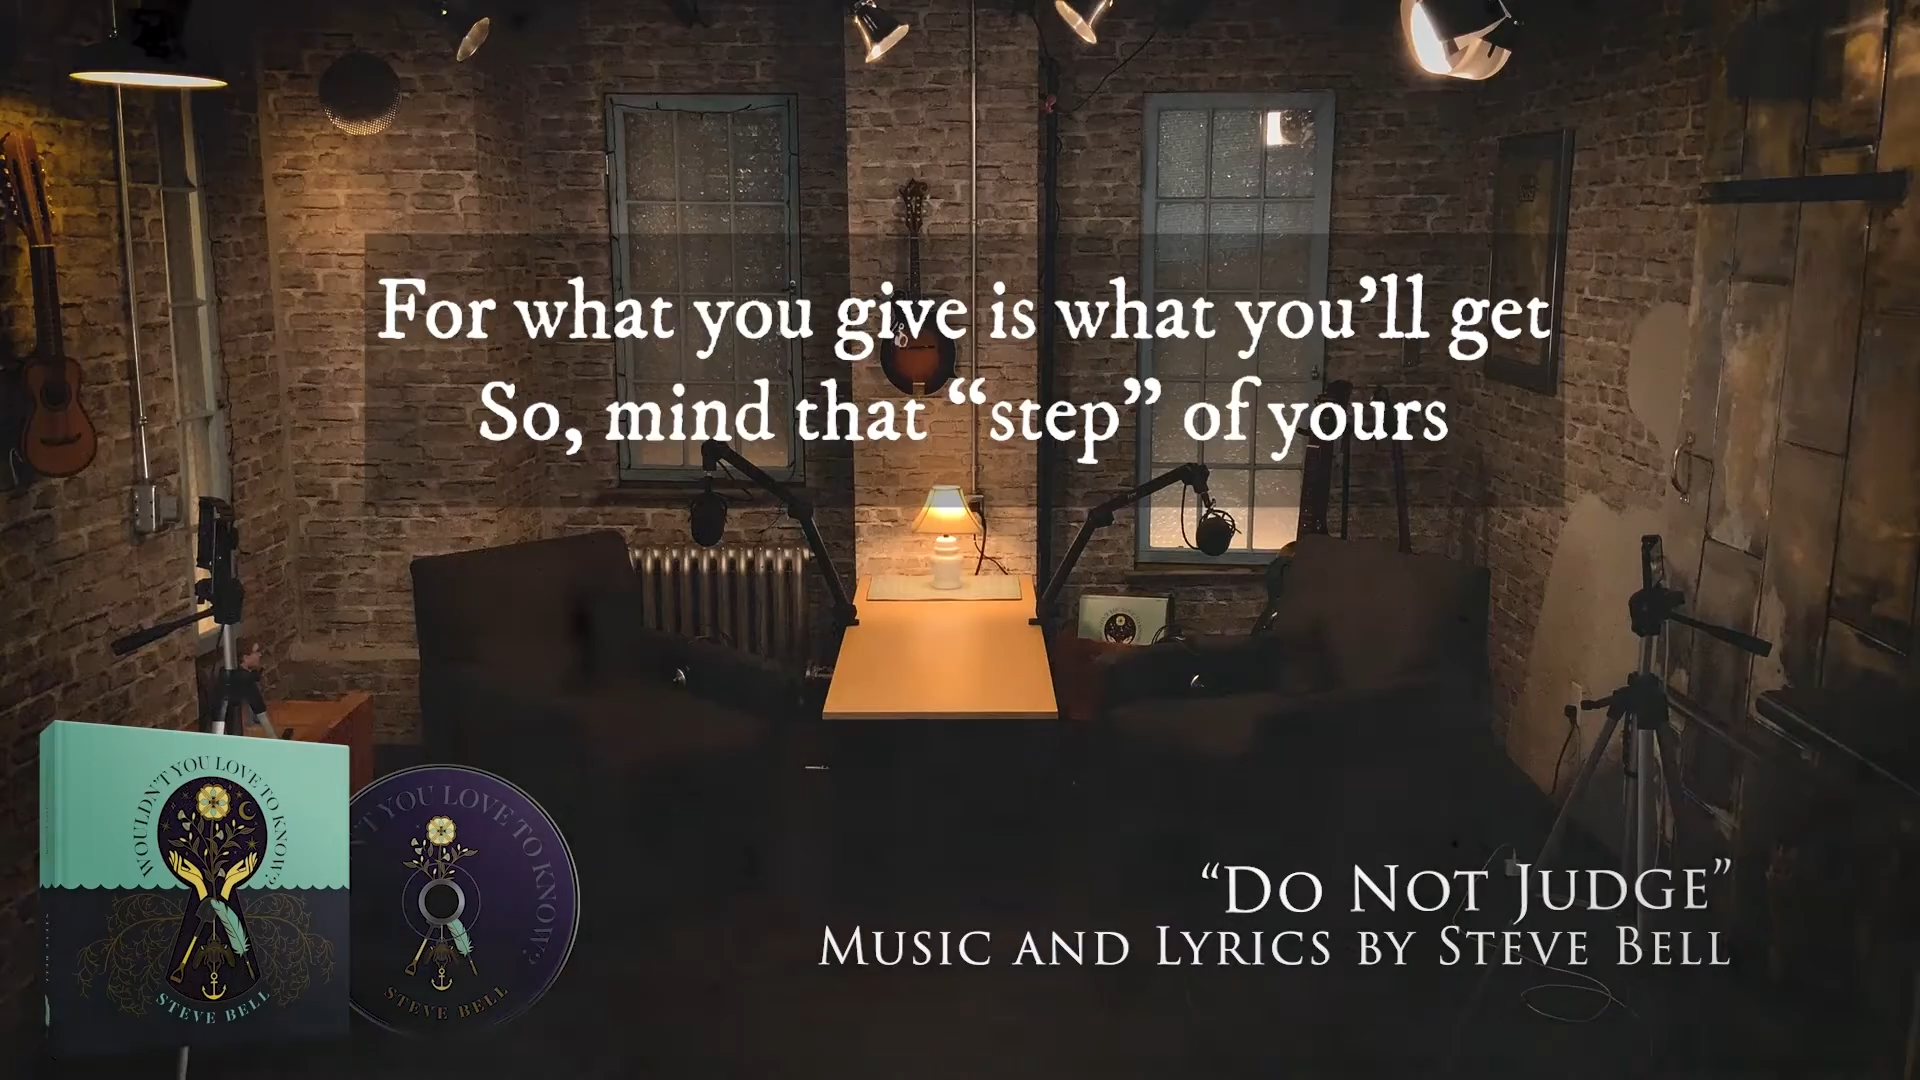 For what you give is what you’ll get
So, mind that “step” of yours
WOULDN'T YOU LOVE TO KNOW?
STEVE BELL
'T YOU LOVE TO KNOW?
STEVE BELL
“Do Not Judge”
Music and Lyrics by Steve Bell